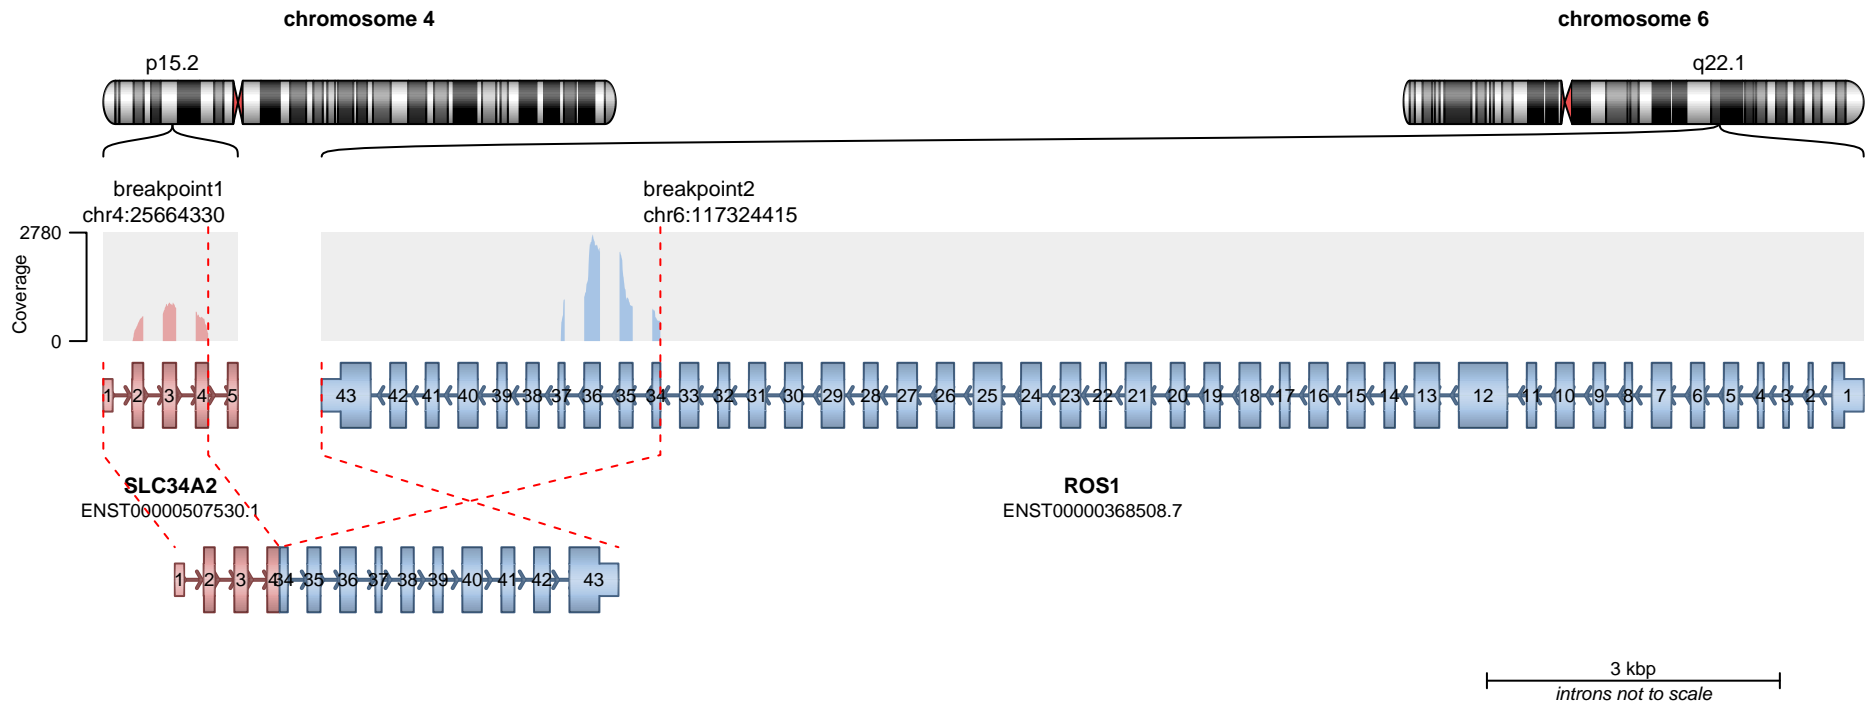 chromosome 4
chromosome 6
p15.2
q22.1
breakpoint1
chr4:25664330
breakpoint2
chr6:117324415
2780
Coverage
0
1 2 3 4 5
43 42 41 40 39 38 37 36 35 34 33 32 31 30 29 28 27 26 25 24 23 22 21 20 19 18 17 16 15 14 13 12 11 10 9 8 7 6 5 4 3 2 1
SLC34A2
ENST00000507530.1
ROS1
ENST00000368508.7
1 2 3 4 34 35 36 37 38 39 40 41 42 43
3 kbp
introns not to scale